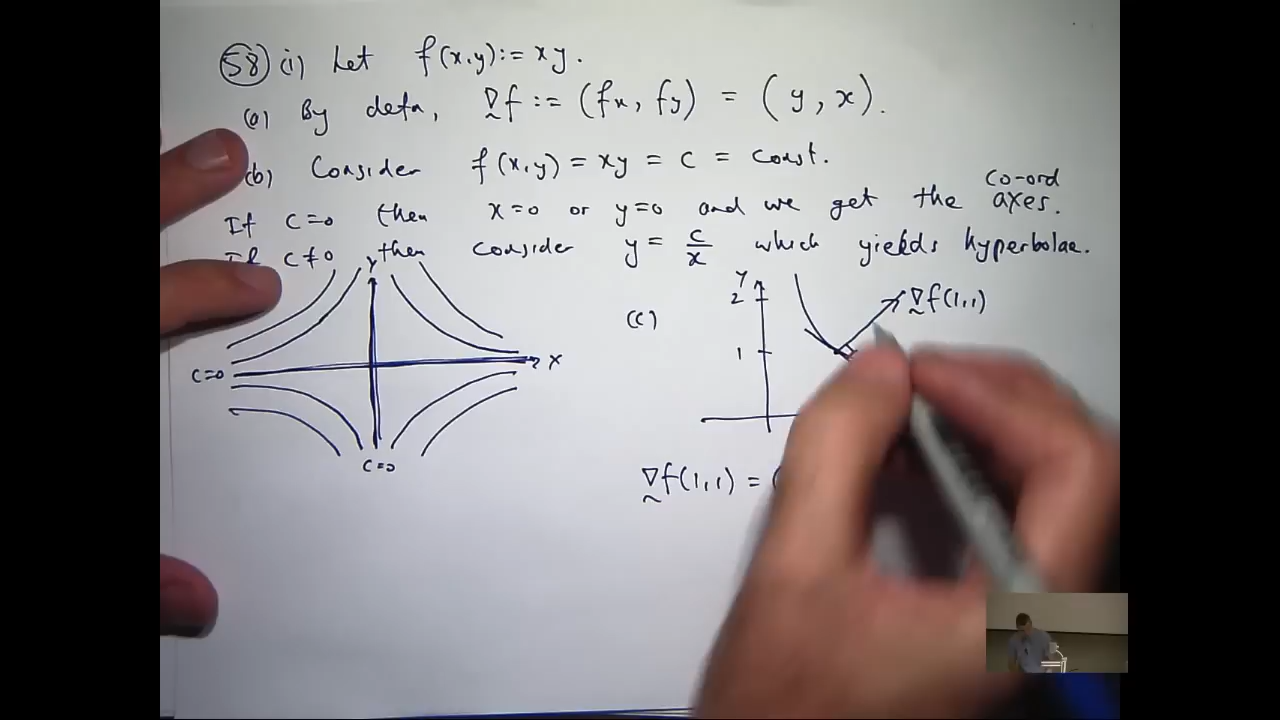 58 (i) Let f(x,y):= xy.
(a) By defn, ∇f := (fx, fy) = (y, x).
(b) Consider f(x,y) = xy = c = const.
If c=0 then x=0 or y=0 and we get the co-ord axes.
If c≠0 then consider y = c/x which yields hyperbolae.
y
x
c=0
c=0
(c)
y
2
1
∇f(1,1)
∇f(1,1) = (